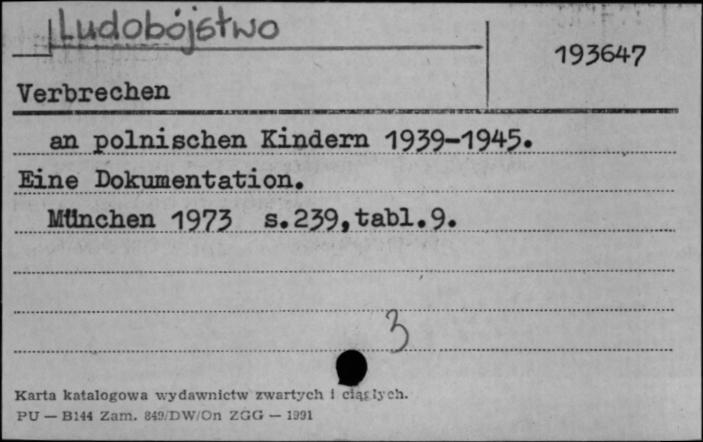 Ludobójstwo
193647
Verbrechen
an polnischen Kindern 1939-1945.
Eine Dokumentation.
München 1973 s.239,tabl.9.
3
Karta katalogowa wydawnictw zwartych i ciągłych.
PU — B144 Zam. 849/DW/On ZGG — 1991